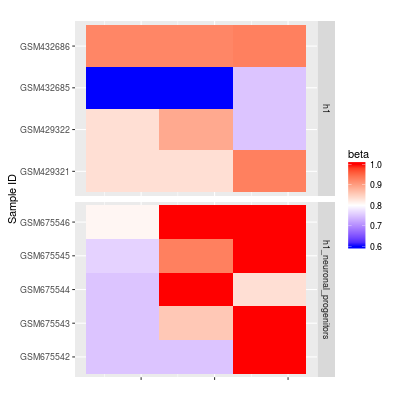 GSM432686
GSM432685
GSM429322
GSM429321
h1
GSM675546
GSM675545
GSM675544
GSM675543
GSM675542
h1_neuronal_progenitors
Sample ID
beta
1.0
0.9
0.8
0.7
0.6